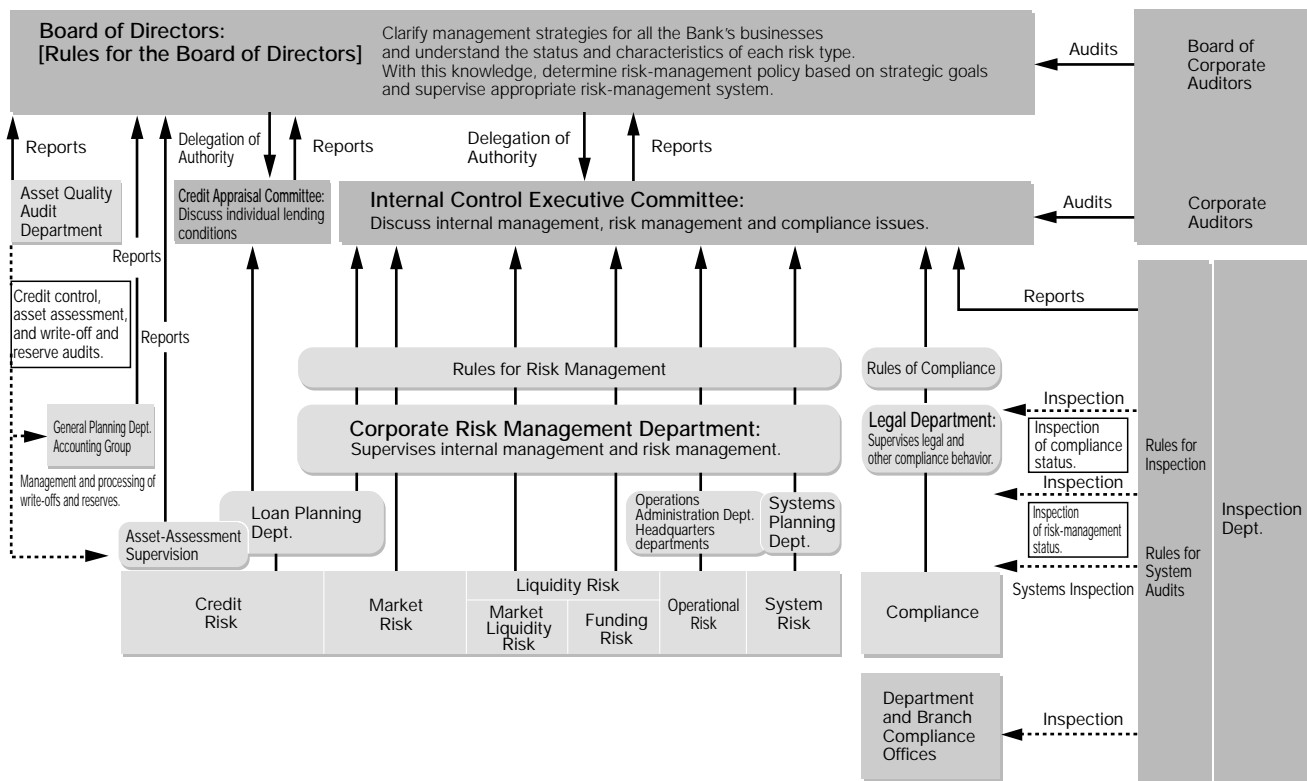 Board of Directors:
[Rules for the Board of Directors]
Clarify management strategies for all the Bank's businesses
and understand the status and characteristics of each risk type.
With this knowledge, determine risk-management policy based on strategic goals
and supervise appropriate risk-management system.
Audits
Board of
Corporate
Auditors
Reports
Delegation of
Authority
Reports
Delegation of
Authority
Reports
Asset Quality
Audit
Department
Credit Appraisal Committee:
Discuss individual lending
conditions
Internal Control Executive Committee:
Discuss internal management, risk management and compliance issues.
Audits
Corporate
Auditors
Reports
Reports
Credit control,
asset assessment,
and write-off and
reserve audits.
Reports
Rules for Risk Management
Rules of Compliance
Inspection
General Planning Dept.
Accounting Group
Corporate Risk Management Department:
Supervises internal management and risk management.
Legal Department:
Supervises legal and
other compliance behavior.
Inspection
of compliance
status.
Rules for
Inspection
Management and processing of
write-offs and reserves.
Inspection
Inspection
of risk-management
status.
Inspection
Dept.
Loan Planning
Dept.
Operations
Administration Dept.
Headquarters
departments
Systems
Planning
Dept.
Asset-Assessment
Supervision
Rules for
System
Audits
Systems Inspection
Credit
Risk
Market
Risk
Liquidity Risk
Market
Liquidity
Risk
Funding
Risk
Operational
Risk
System
Risk
Compliance
Department
and Branch
Compliance
Offices
Inspection